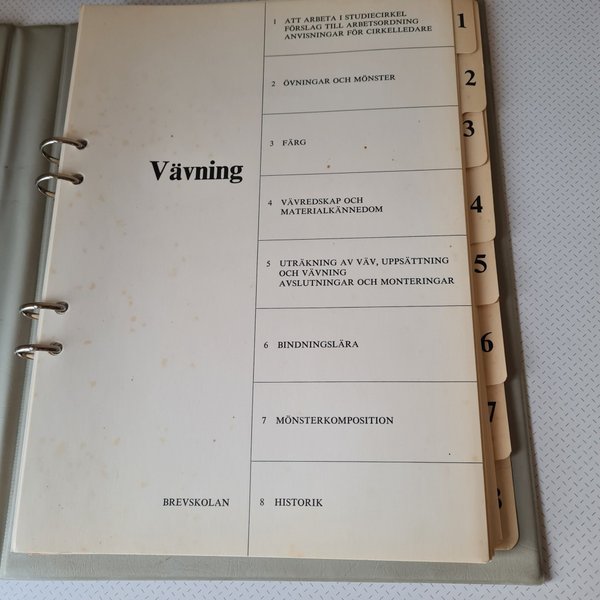 Vävning
BREVSKOLAN
1 ATT ARBETA I STUDIECIRKEL
FÖRSLAG TILL ARBETSORDNING
ANVISNINGAR FÖR CIRKELLEDARE
2 ÖVNINGAR OCH MÖNSTER
3 FÄRG
4 VÄVREDSKAP OCH
MATERIALKÄNNEDOM
5 UTRÄKNING AV VÄV, UPPSÄTTNING
OCH VÄVNING
AVSLUTNINGAR OCH MONTERINGAR
6 BINDNINGSLÄRA
7 MÖNSTERKOMPOSITION
8 HISTORIK
1
2
3
4
5
6
7
8